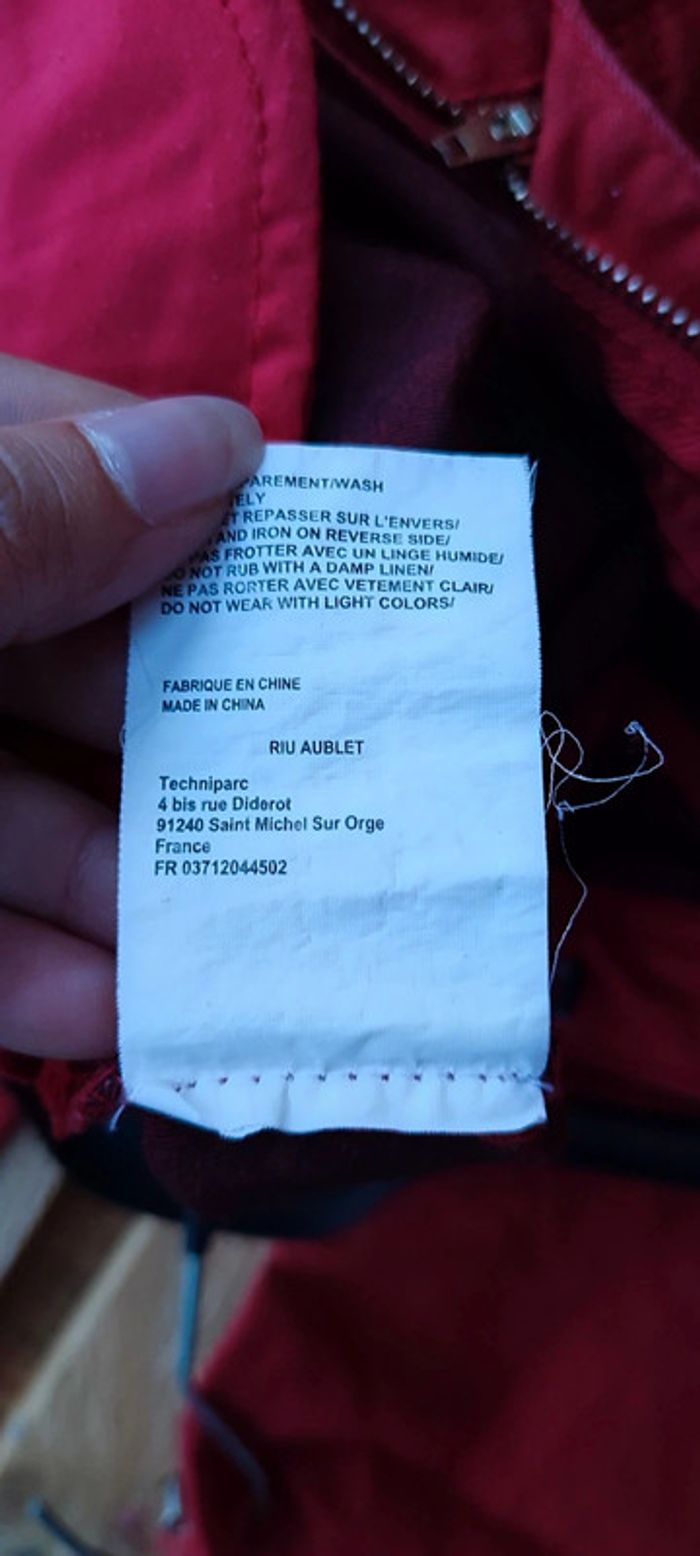 PAREMENT/WASH
ELY
ET REPASSER SUR L'ENVERS/
AND IRON ON REVERSE SIDE/
PAS FROTTER AVEC UN LINGE HUMIDE/
DO NOT RUB WITH A DAMP LINEN/
NE PAS RORTER AVEC VETEMENT CLAIR/
DO NOT WEAR WITH LIGHT COLORS/
FABRIQUE EN CHINE
MADE IN CHINA
RIU AUBLET
Techniparc
4 bis rue Diderot
91240 Saint Michel Sur Orge
France
FR 03712044502